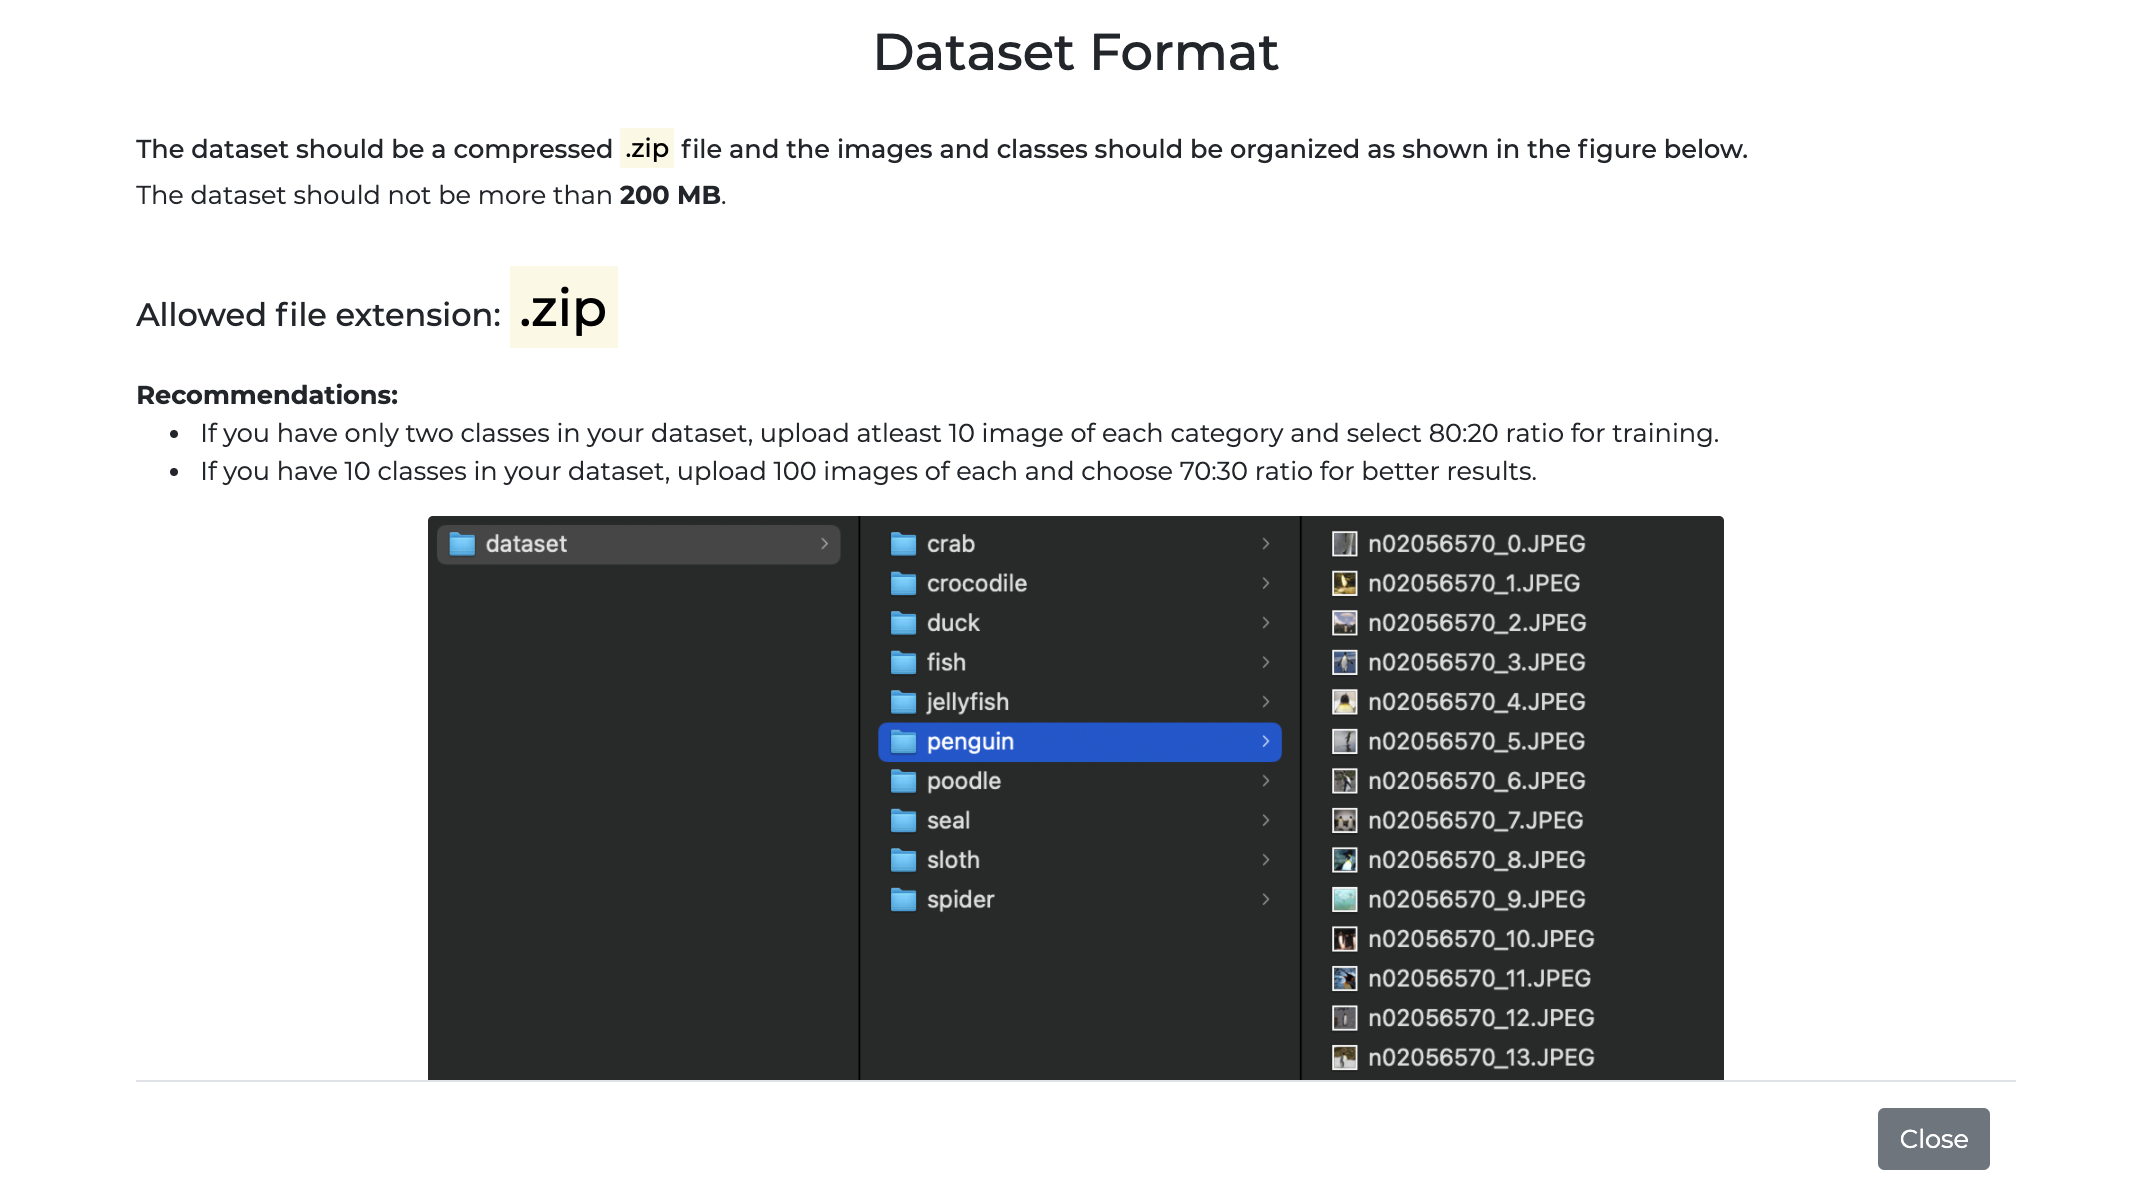 Dataset Format
The dataset should be a compressed .zip file and the images and classes should be organized as shown in the figure below.
The dataset should not be more than 200 MB.
Allowed file extension: .zip
Recommendations:
• If you have only two classes in your dataset, upload atleast 10 image of each category and select 80:20 ratio for training.
• If you have 10 classes in your dataset, upload 100 images of each and choose 70:30 ratio for better results.
dataset
crab
crocodile
duck
fish
jellyfish
penguin
poodle
seal
sloth
spider
n02056570_0.JPEG
n02056570_1.JPEG
n02056570_2.JPEG
n02056570_3.JPEG
n02056570_4.JPEG
n02056570_5.JPEG
n02056570_6.JPEG
n02056570_7.JPEG
n02056570_8.JPEG
n02056570_9.JPEG
n02056570_10.JPEG
n02056570_11.JPEG
n02056570_12.JPEG
n02056570_13.JPEG
Close